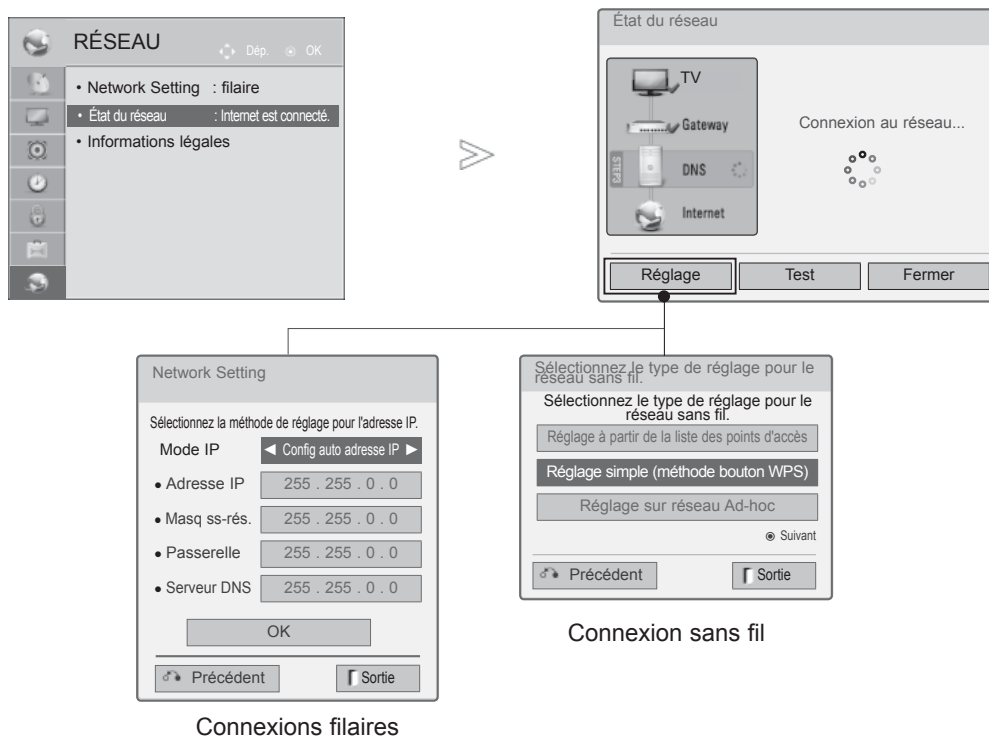 RÉSEAU
Dép. OK
• Network Setting : filaire
• État du réseau : Internet est connecté.
• Informations légales
État du réseau
TV
Gateway
STEP3
DNS
Internet
Connexion au réseau...
Réglage Test Fermer
Network Setting
Sélectionnez la méthode de réglage pour l'adresse IP.
Mode IP ◀ Config auto adresse IP ▶
• Adresse IP 255 . 255 . 0 . 0
• Masq ss-rés. 255 . 255 . 0 . 0
• Passerelle 255 . 255 . 0 . 0
• Serveur DNS 255 . 255 . 0 . 0
OK
Précédent Sortie
Connexions filaires
Sélectionnez le type de réglage pour le
réseau sans fil.
Sélectionnez le type de réglage pour le
réseau sans fil.
Réglage à partir de la liste des points d'accès
Réglage simple (méthode bouton WPS)
Réglage sur réseau Ad-hoc
Suivant
Précédent Sortie
Connexion sans fil